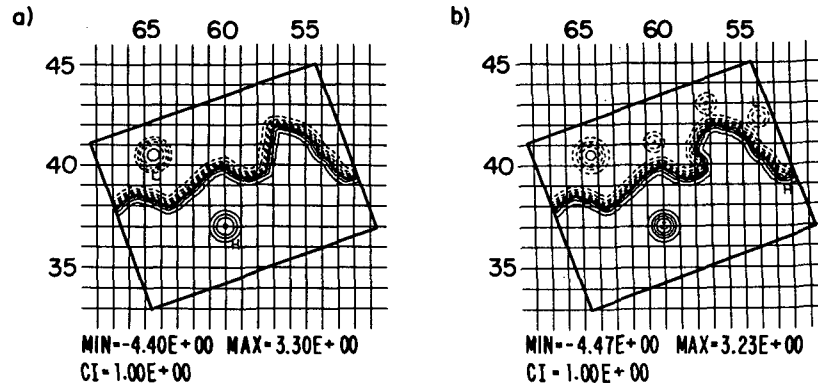 a)
65 60 55
45
40
35
L
H
MIN=-4.40E+00 MAX=3.30E+00
CI=1.00E+00
b)
65 60 55
45
40
35
H
MIN=-4.47E+00 MAX=3.23E+00
CI=1.00E+00